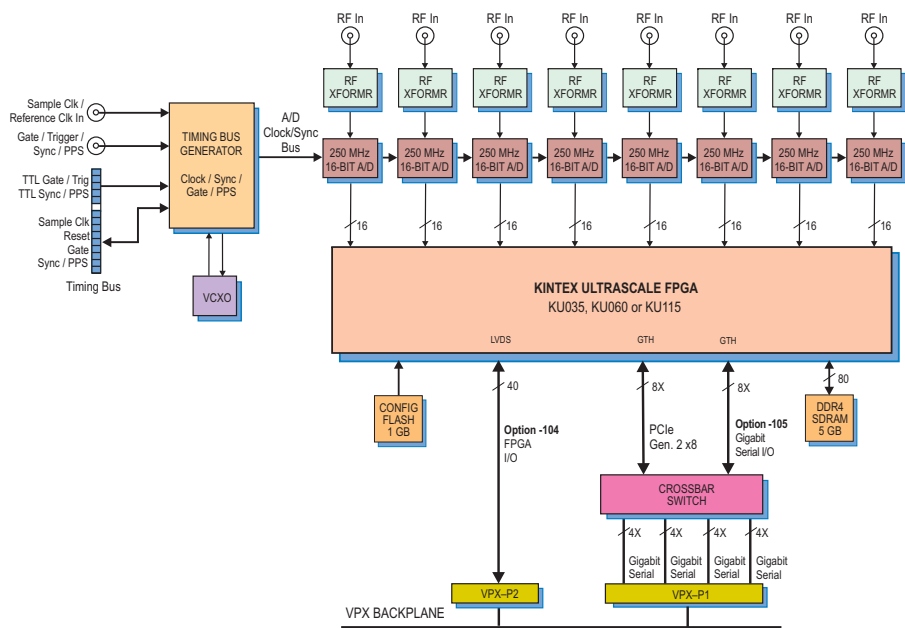 RF In RF In RF In RF In RF In RF In RF In RF In
RF XFORMR
RF XFORMR
RF XFORMR
RF XFORMR
RF XFORMR
RF XFORMR
RF XFORMR
RF XFORMR
Sample Clk /
Reference Clk In
Gate / Trigger /
Sync / PPS
TTL Gate / Trig
TTL Sync / PPS
Sample Clk
Reset
Gate
Sync / PPS
Timing Bus
TIMING BUS
GENERATOR
Clock / Sync /
Gate / PPS
VCXO
A/D
Clock/Sync
Bus
250 MHz
16-BIT A/D
250 MHz
16-BIT A/D
250 MHz
16-BIT A/D
250 MHz
16-BIT A/D
250 MHz
16-BIT A/D
250 MHz
16-BIT A/D
250 MHz
16-BIT A/D
250 MHz
16-BIT A/D
16 16 16 16 16 16 16 16
KINTEX ULTRASCALE FPGA
KU035, KU060 or KU115
LVDS GTH GTH
CONFIG
FLASH
1 GB
40
Option -104
FPGA
I/O
8X
PCIe
Gen. 2 x8
8X
Option -105
Gigabit
Serial I/O
80
DDR4
SDRAM
5 GB
CROSSBAR
SWITCH
4X 4X 4X 4X
Gigabit
Serial
Gigabit
Serial
Gigabit
Serial
Gigabit
Serial
VPX–P2
VPX–P1
VPX BACKPLANE